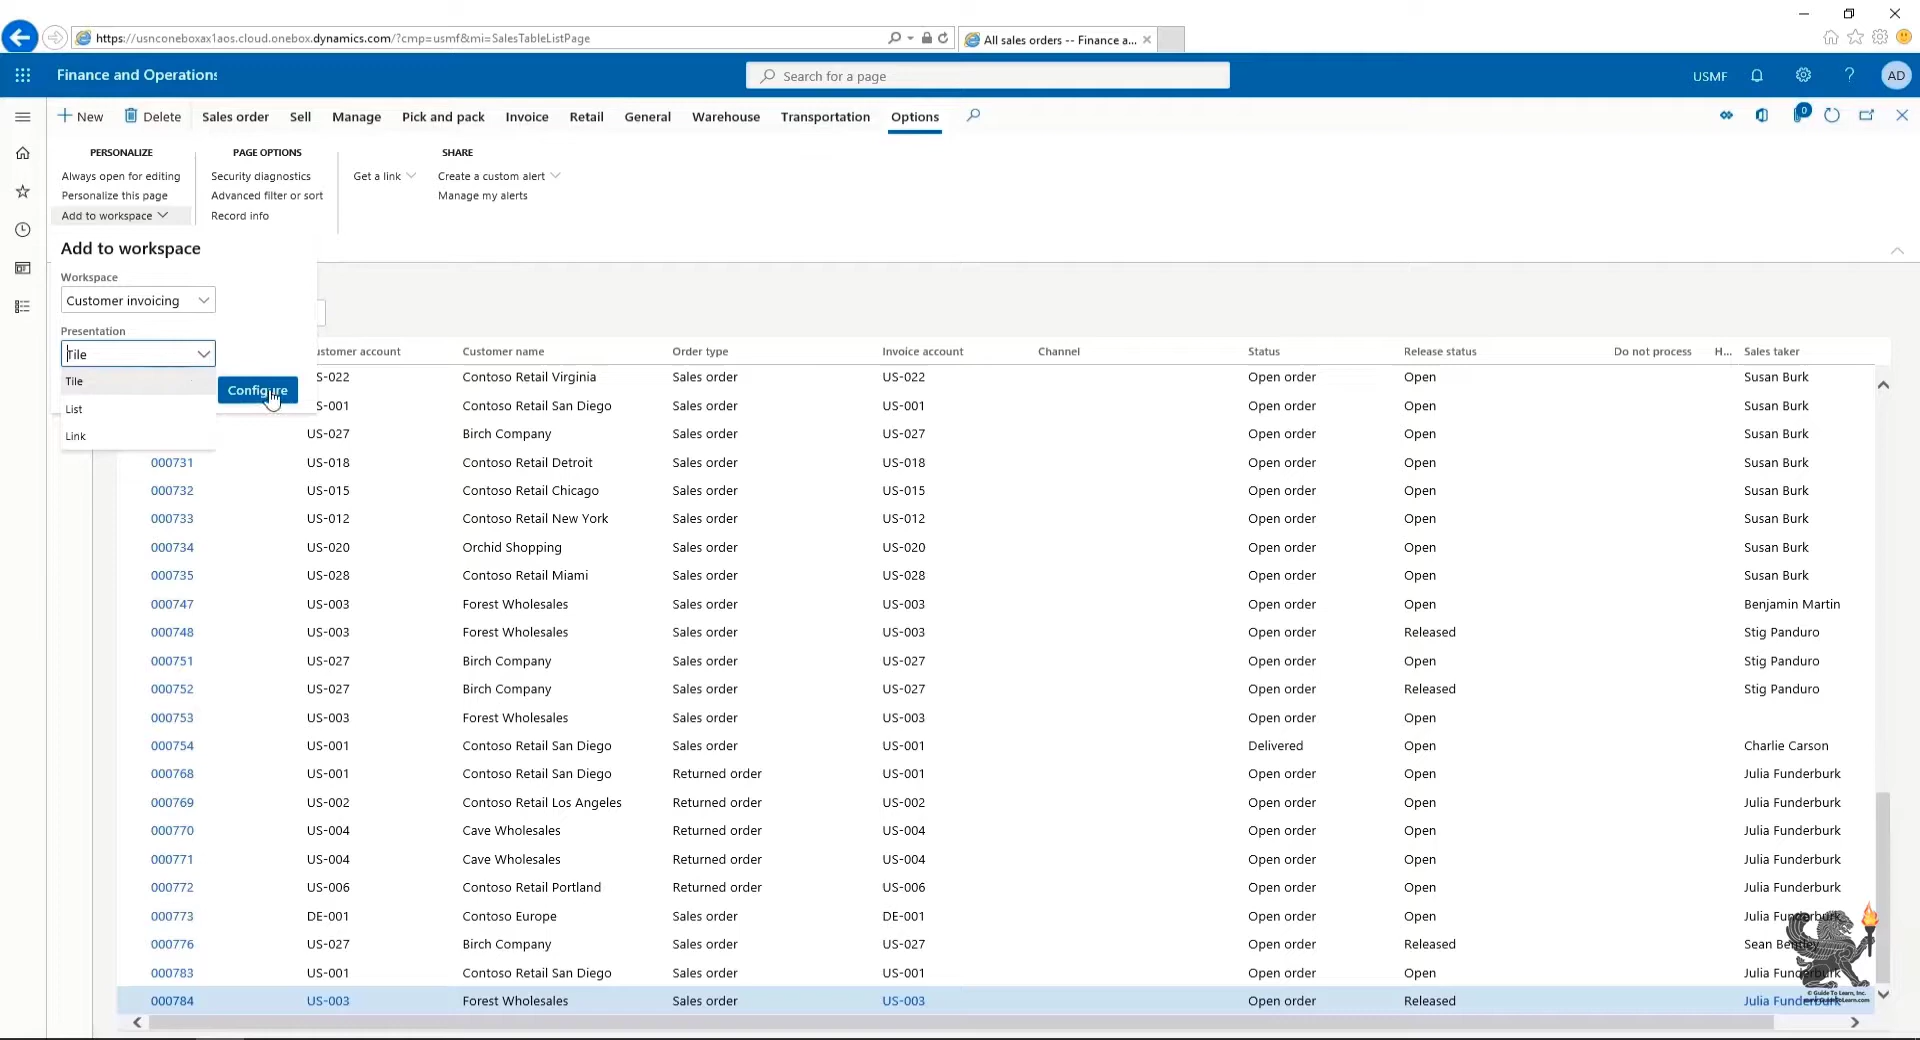 https://usnconeboxax1aos.cloud.onebox.dynamics.com/?cmp=usmf&mi=SalesTableListPage
All sales orders -- Finance a...
Finance and Operations
Search for a page
USMF
?
AD
New Delete Sales order Sell Manage Pick and pack Invoice Retail General Warehouse Transportation Options
0
PERSONALIZE PAGE OPTIONS SHARE
Always open for editing Security diagnostics Get a link Create a custom alert
Personalize this page Advanced filter or sort Manage my alerts
Add to workspace Record info
Add to workspace
Workspace
Customer invoicing
Presentation
Tile
Tile
Configure
List
Link
ustomer account Customer name Order type Invoice account Channel Status Release status Do not process H... Sales taker
S-022 Contoso Retail Virginia Sales order US-022 Open order Open Susan Burk
S-001 Contoso Retail San Diego Sales order US-001 Open order Open Susan Burk
US-027 Birch Company Sales order US-027 Open order Open Susan Burk
000731 US-018 Contoso Retail Detroit Sales order US-018 Open order Open Susan Burk
000732 US-015 Contoso Retail Chicago Sales order US-015 Open order Open Susan Burk
000733 US-012 Contoso Retail New York Sales order US-012 Open order Open Susan Burk
000734 US-020 Orchid Shopping Sales order US-020 Open order Open Susan Burk
000735 US-028 Contoso Retail Miami Sales order US-028 Open order Open Susan Burk
000747 US-003 Forest Wholesales Sales order US-003 Open order Open Benjamin Martin
000748 US-003 Forest Wholesales Sales order US-003 Open order Released Stig Panduro
000751 US-027 Birch Company Sales order US-027 Open order Open Stig Panduro
000752 US-027 Birch Company Sales order US-027 Open order Released Stig Panduro
000753 US-003 Forest Wholesales Sales order US-003 Open order Open
000754 US-001 Contoso Retail San Diego Sales order US-001 Delivered Open Charlie Carson
000768 US-001 Contoso Retail San Diego Returned order US-001 Open order Open Julia Funderburk
000769 US-002 Contoso Retail Los Angeles Returned order US-002 Open order Open Julia Funderburk
000770 US-004 Cave Wholesales Returned order US-004 Open order Open Julia Funderburk
000771 US-004 Cave Wholesales Returned order US-004 Open order Open Julia Funderburk
000772 US-006 Contoso Retail Portland Returned order US-006 Open order Open Julia Funderburk
000773 DE-001 Contoso Europe Sales order DE-001 Open order Open Julia Funderburk
000776 US-027 Birch Company Sales order US-027 Open order Released Sean Bentley
000783 US-001 Contoso Retail San Diego Sales order US-001 Open order Open Julia Funderburk
000784 US-003 Forest Wholesales Sales order US-003 Open order Released Julia Funderburk
© Guide To Learn, Inc.